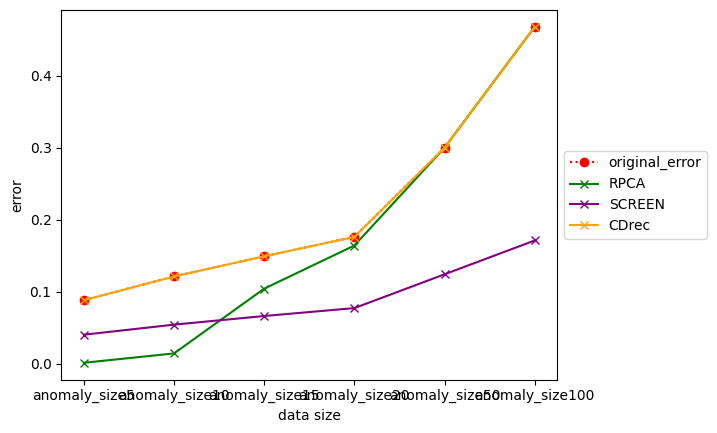 0.4
0.3
0.2
0.1
0.0
error
anomaly_size5
anomaly_size10
anomaly_size15
anomaly_size20
anomaly_size50
anomaly_size100
data size
original_error
RPCA
SCREEN
CDrec